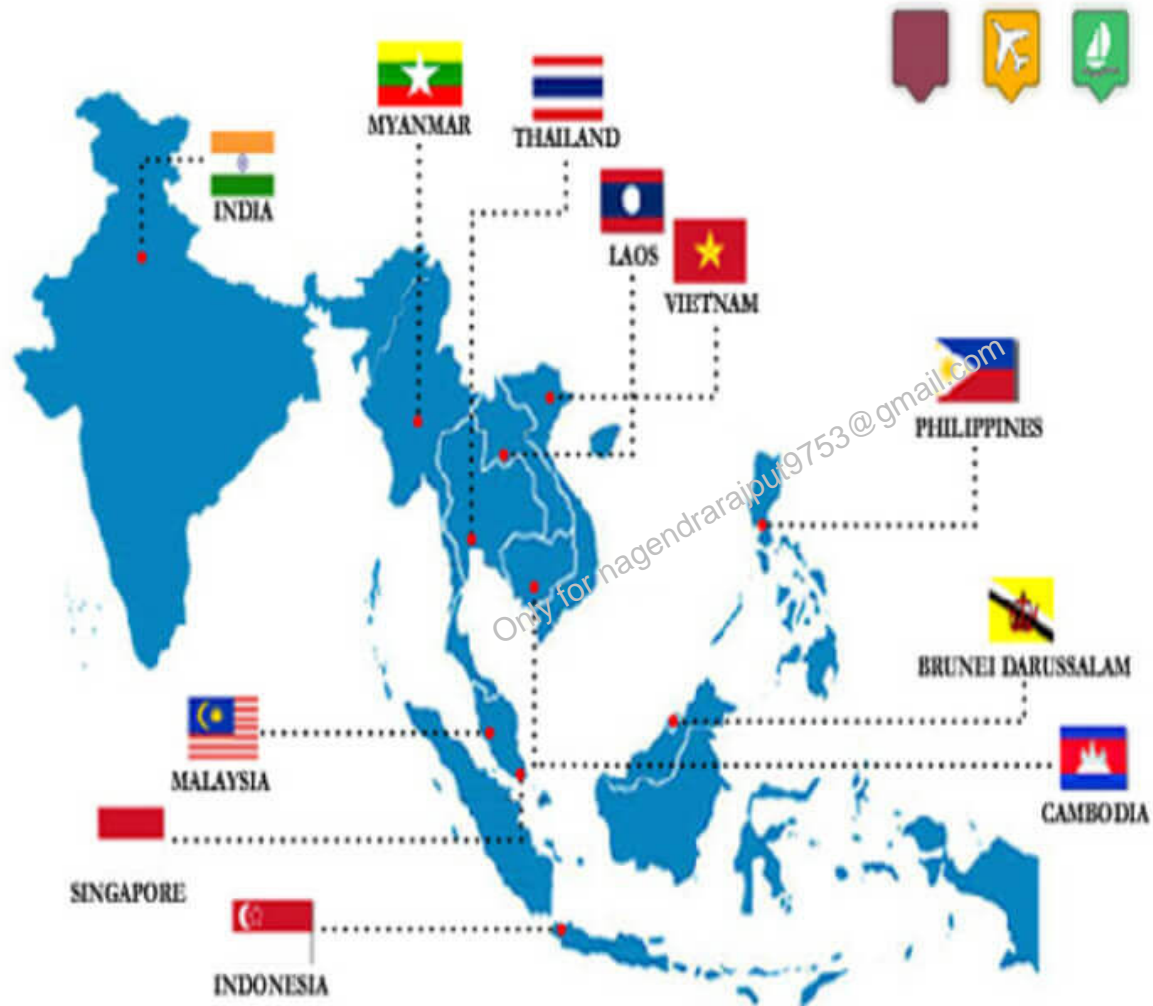 MYANMAR
THAILAND
INDIA
LAOS
VIETNAM
PHILIPPINES
Only for nagendrarajput9753@gmail.com
BRUNEI DARUSSALAM
MALAYSIA
CAMBODIA
SINGAPORE
INDONESIA